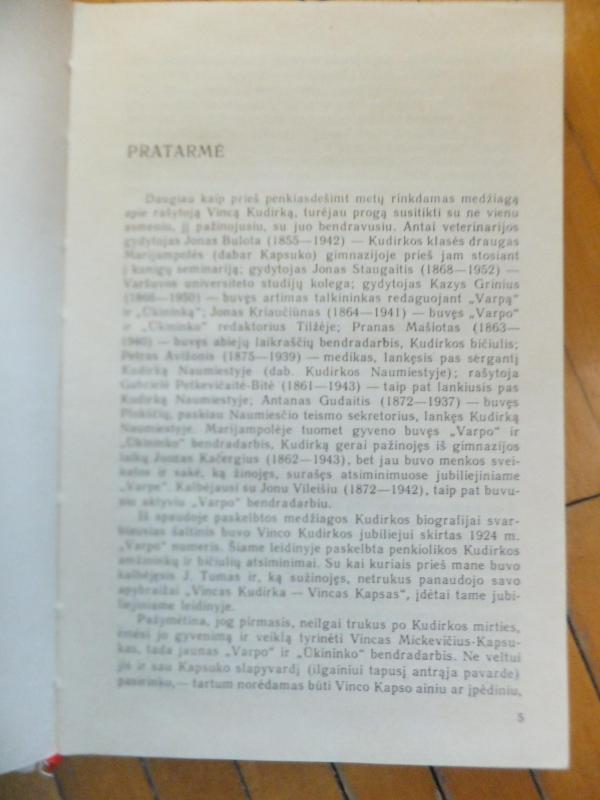 PRATARMĖ
Daugiau kaip prieš penkiasdešimt metų rinkdamas medžiagą
apie rašytoją Vincą Kudirką, turėjau progą susitikti su ne vienu
asmeniu, jį pažinojusiu, su juo bendravusiu. Antai veterinarijos
gydytojas Jonas Bulota (1855—1942) — Kudirkos klasės draugas
Marijampolės (dabar Kapsuko) gimnazijoje prieš jam stosiant
į kunigų seminariją; gydytojas Jonas Staugaitis (1868—1952) —
Varšuvos universiteto studijų kolega; gydytojas Kazys Grinius
(1866—1950) — buvęs artimas talkininkas redaguojant „Varpą"
ir „Ūkininką"; Jonas Kriaučiūnas (1864—1941) — buvęs „Varpo"
ir „Ūkininko" redaktorius Tilžėje; Pranas Mašiotas (1863—
1940) — buvęs abiejų laikraščių bendradarbis, Kudirkos bičiulis;
Petras Avižonis (1875—1939) — medikas, lankęsis pas sergantį
Kudirką Naumiestyje (dab. Kudirkos Naumiestyje); rašytoja
Gabrielė Petkevičaitė-Bitė (1861—1943) — taip pat lankiusis pas
Kudirką Naumiestyje; Antanas Gudaitis (1872—1937) — buvęs
Plokščių, paskiau Naumiesčio teismo sekretorius, lankęs Kudirką
Naumiestyje. Marijampolėje tuomet gyveno buvęs „Varpo" ir
„Ūkininko" bendradarbis, Kudirką gerai pažinojęs iš gimnazijos
laikų Juozas Kačergius (1862—1943), bet jau buvo menkos svei-
katos ir sakė, ką žinojęs, surašęs atsiminimuose jubiliejiniame
„Varpe". Kalbėjausi su Jonu Vileišiu (1872—1942), taip pat buvu-
siu aktyviu „Varpo" bendradarbiu.
Iš spaudoje paskelbtos medžiagos Kudirkos biografijai svar-
biausias šaltinis buvo Vinco Kudirkos jubiliejui skirtas 1924 m.
„Varpo" numeris. Šiame leidinyje paskelbta penkiolikos Kudirkos
amžininkų ir bičiulių atsiminimai. Su kai kuriais prieš mane buvo
kalbėjęsis J. Tumas ir, ką sužinojęs, netrukus panaudojo savo
apybraižai „Vincas Kudirka — Vincas Kapsas", įdėtai tame jubi-
liejiniame leidinyje.
Pažymėtina, jog pirmasis, neilgai trukus po Kudirkos mirties,
ėmėsi jo gyvenimą ir veiklą tyrinėti Vincas Mickevičius-Kapsu-
kas, tada jaunas „Varpo" ir „Ūkininko" bendradarbis. Ne veltui
jis ir sau Kapsuko slapyvardį (ilgainiui tapusį antrąja pavarde)
pasirinko,— tartum norėdamas būti Vinco Kapso ainiu ar įpėdiniu,
5